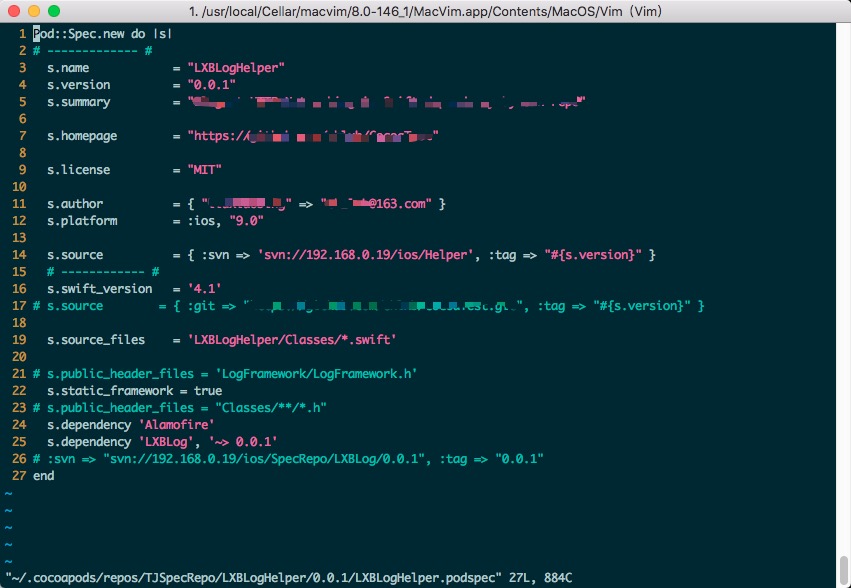 1. /usr/local/Cellar/macvim/8.0-146_1/MacVim.app/Contents/MacOS/Vim (Vim)
1 Pod::Spec.new do |s|
2 # ------------- #
3   s.name            = "LXBLogHelper"
4   s.version         = "0.0.1"
5   s.summary         = "
6
7   s.homepage        = "https://
8
9   s.license         = "MIT"
10
11   s.author          = { " " => " @163.com" }
12   s.platform        = :ios, "9.0"
13
14   s.source          = { :svn => 'svn://192.168.0.19/ios/Helper', :tag => "#{s.version}" }
15   # ------------ #
16   s.swift_version   = '4.1'
17 # s.source        = { :git => " ", :tag => "#{s.version}" }
18
19   s.source_files    = 'LXBLogHelper/Classes/*.swift'
20
21 # s.public_header_files = 'LogFramework/LogFramework.h'
22   s.static_framework = true
23 # s.public_header_files = "Classes/**/*.h"
24   s.dependency 'Alamofire'
25   s.dependency 'LXBLog', '~> 0.0.1'
26 # :svn => "svn://192.168.0.19/ios/SpecRepo/LXBLog/0.0.1", :tag => "0.0.1"
27 end
~
~
~
~
~
"~/.cocoapods/repos/TJSpecRepo/LXBLogHelper/0.0.1/LXBLogHelper.podspec" 27L, 884C